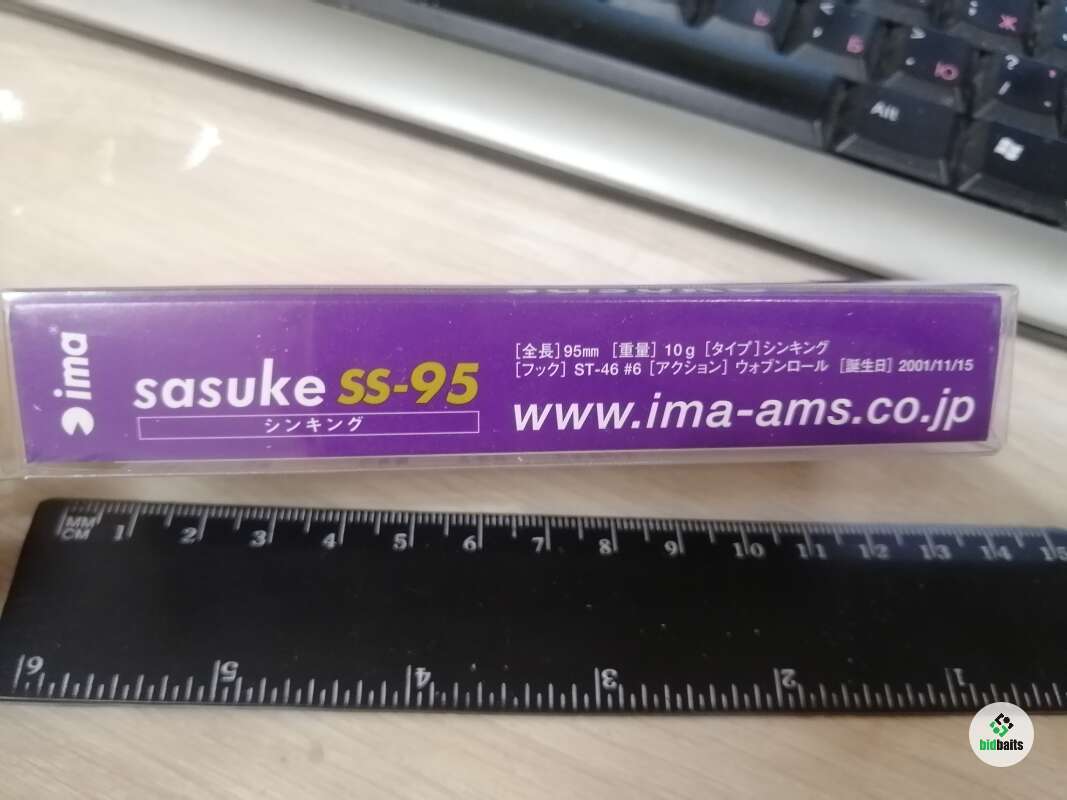 Ж
Б
Ю
?
Alt
ima
sasuke SS-95
シンキング
[全長] 95mm [重量] 10g [タイプ] シンキング
[フック] ST-46 #6 [アクション] ウォブンロール [誕生日] 2001/11/15
www.ima-ams.co.jp
MM
CM
1 2 3 4 5 6 7 8 9 10 11 12 13 14 15
6 5 4 3 2 1
bidbaits